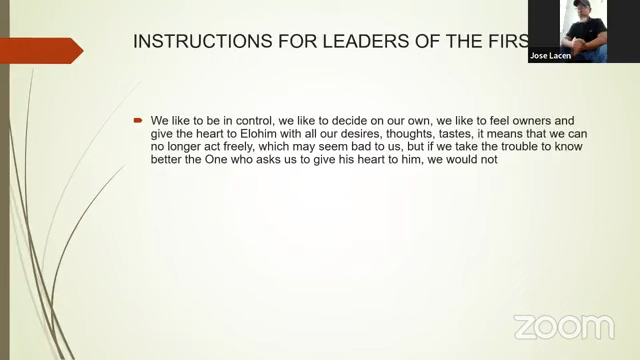 INSTRUCTIONS FOR LEADERS OF THE FIRS
Jose Lacen
We like to be in control, we like to decide on our own, we like to feel owners and
give the heart to Elohim with all our desires, thoughts, tastes, it means that we can
no longer act freely, which may seem bad to us, but if we take the trouble to know
better the One who asks us to give his heart to him, we would not
zoom